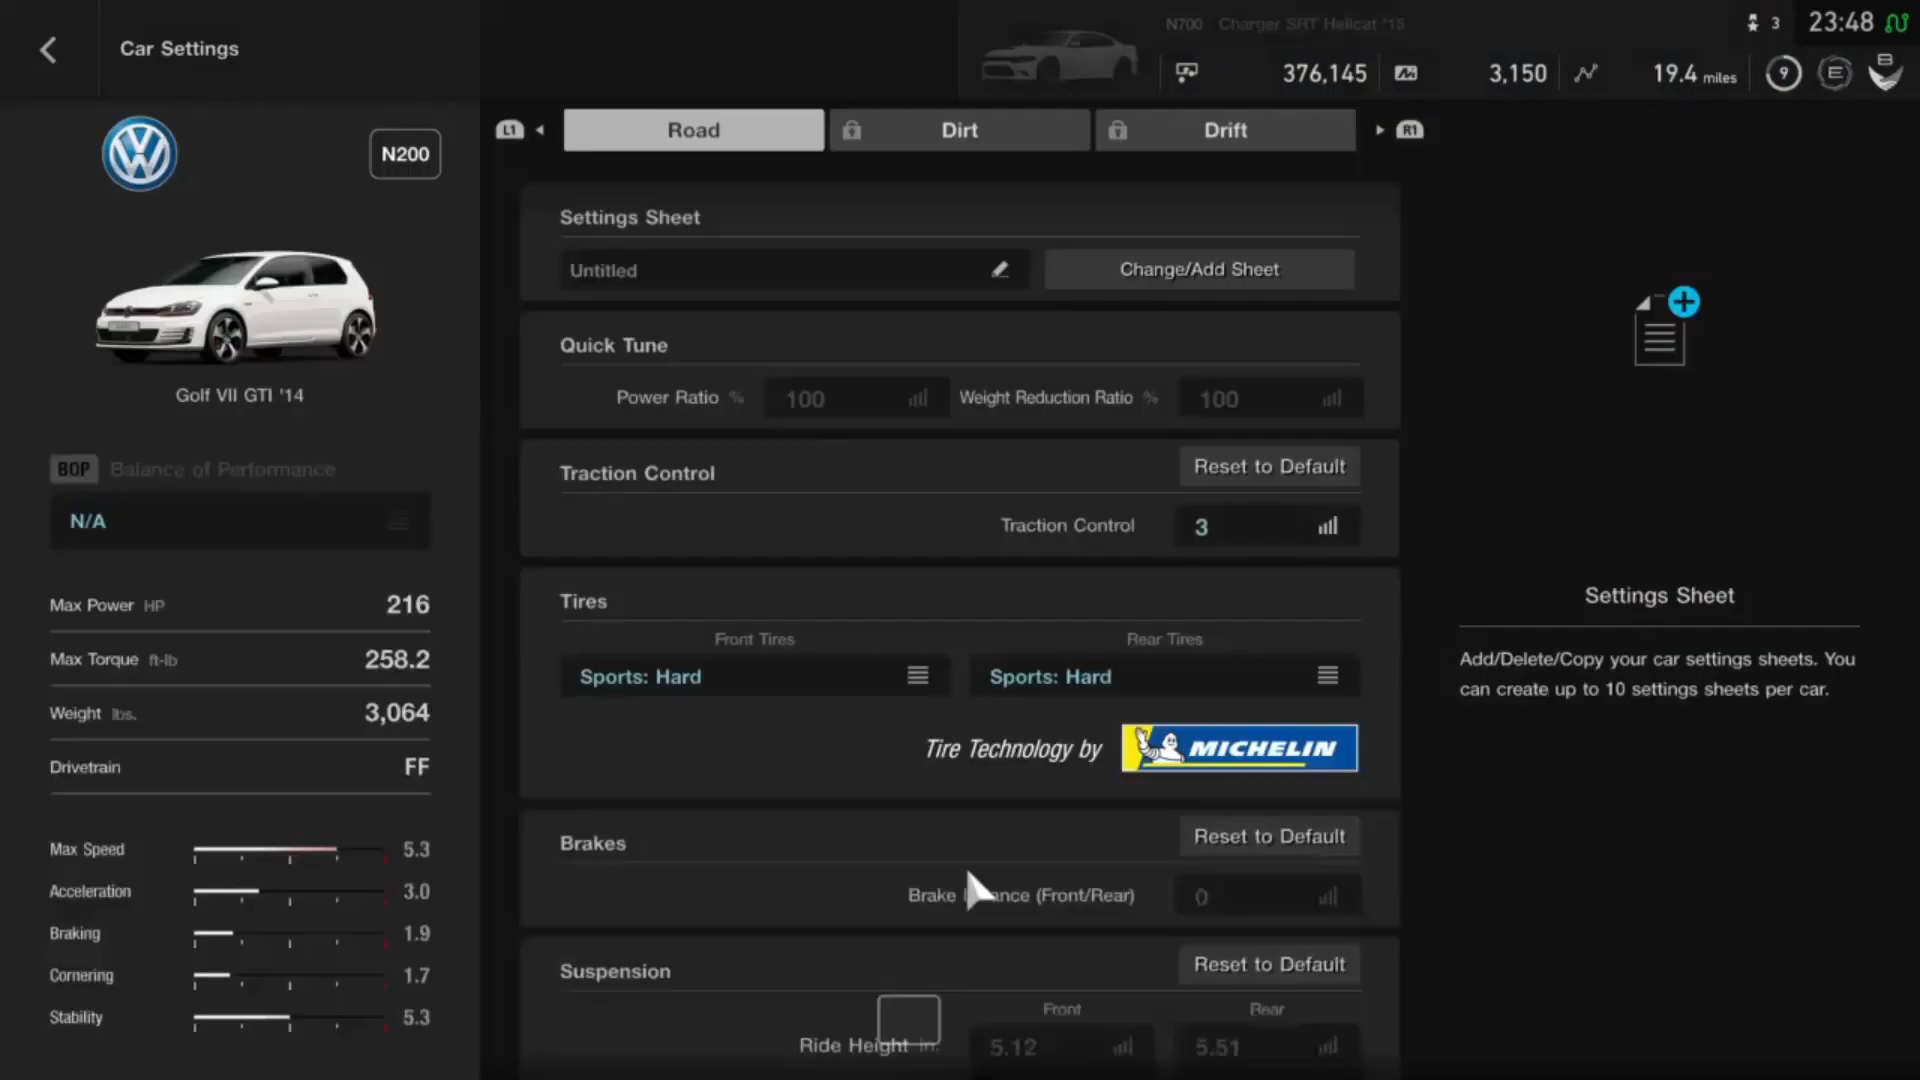 Car Settings
N700 Charger SRT Hellcat '15
3
23:48
376,145
3,150
19.4 miles
9
E
B
N200
Golf VII GTI '14
BOP Balance of Performance
N/A
Max Power HP 216
Max Torque ft-lb 258.2
Weight lbs. 3,064
Drivetrain FF
Max Speed 5.3
Acceleration 3.0
Braking 1.9
Cornering 1.7
Stability 5.3
L1 Road Dirt Drift R1
Settings Sheet
Untitled Change/Add Sheet
Quick Tune
Power Ratio % 100 Weight Reduction Ratio % 100
Traction Control Reset to Default
Traction Control 3
Tires
Front Tires Rear Tires
Sports: Hard Sports: Hard
Tire Technology by MICHELIN
Brakes Reset to Default
Brake (Front/Rear) 0
Suspension Reset to Default
Front Rear
Ride Height in. 5.12 5.51
Settings Sheet
Add/Delete/Copy your car settings sheets. You
can create up to 10 settings sheets per car.